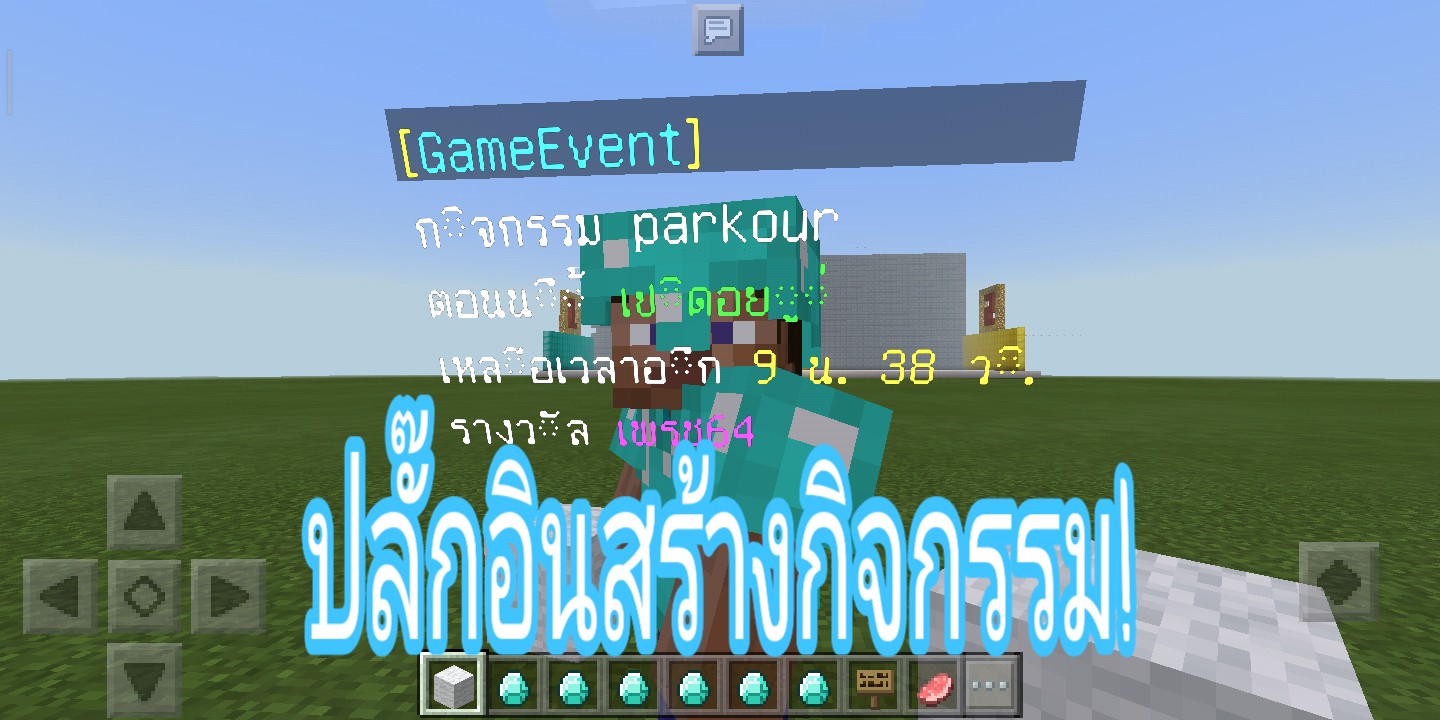 [GameEvent]
กิจกรรม parkour
ตอนนี้ เปิดอยู่
เหลือเวลาอีก 9 น. 38 วิ.
รางวัล เพรช64
ปลั๊กอินสร้างกิจกรรม!